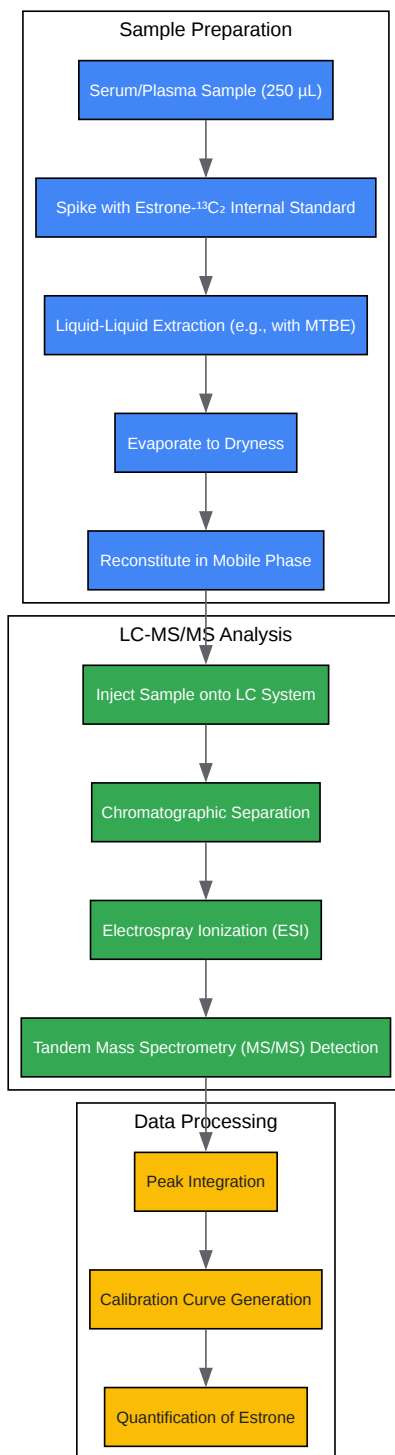 Sample Preparation
Serum/Plasma Sample (250 µL)
Spike with Estrone-¹³C₂ Internal Standard
Liquid-Liquid Extraction (e.g., with MTBE)
Evaporate to Dryness
Reconstitute in Mobile Phase
LC-MS/MS Analysis
Inject Sample onto LC System
Chromatographic Separation
Electrospray Ionization (ESI)
Tandem Mass Spectrometry (MS/MS) Detection
Data Processing
Peak Integration
Calibration Curve Generation
Quantification of Estrone